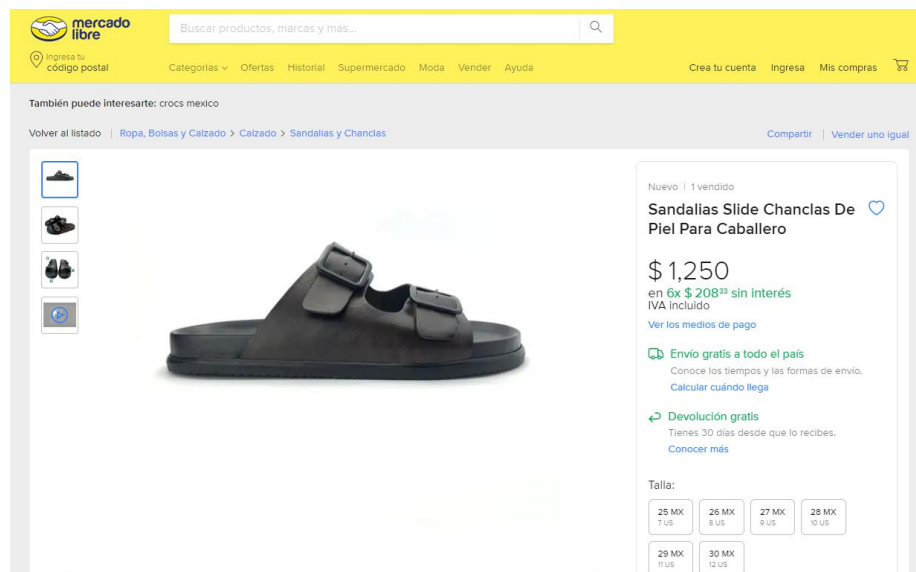 mercado
libre
Buscar productos, marcas y más...
Ingresa tu
código postal
Categorías Ofertas Historial Supermercado Moda Vender Ayuda
Crea tu cuenta Ingresa Mis compras
También puede interesarte: crocs mexico
Volver al listado | Ropa, Bolsas y Calzado > Calzado > Sandalias y Chanclas
Compartir | Vender uno igual
Nuevo | 1 vendido
Sandalias Slide Chanclas De
Piel Para Caballero
$ 1,250
en 6x $ 208³³ sin interés
IVA incluido
Ver los medios de pago
Envío gratis a todo el país
Conoce los tiempos y las formas de envío.
Calcular cuándo llega
Devolución gratis
Tienes 30 días desde que lo recibes.
Conocer más
Talla:
25 MX 26 MX 27 MX 28 MX
7 US 8 US 9 US 10 US
29 MX 30 MX
11 US 12 US